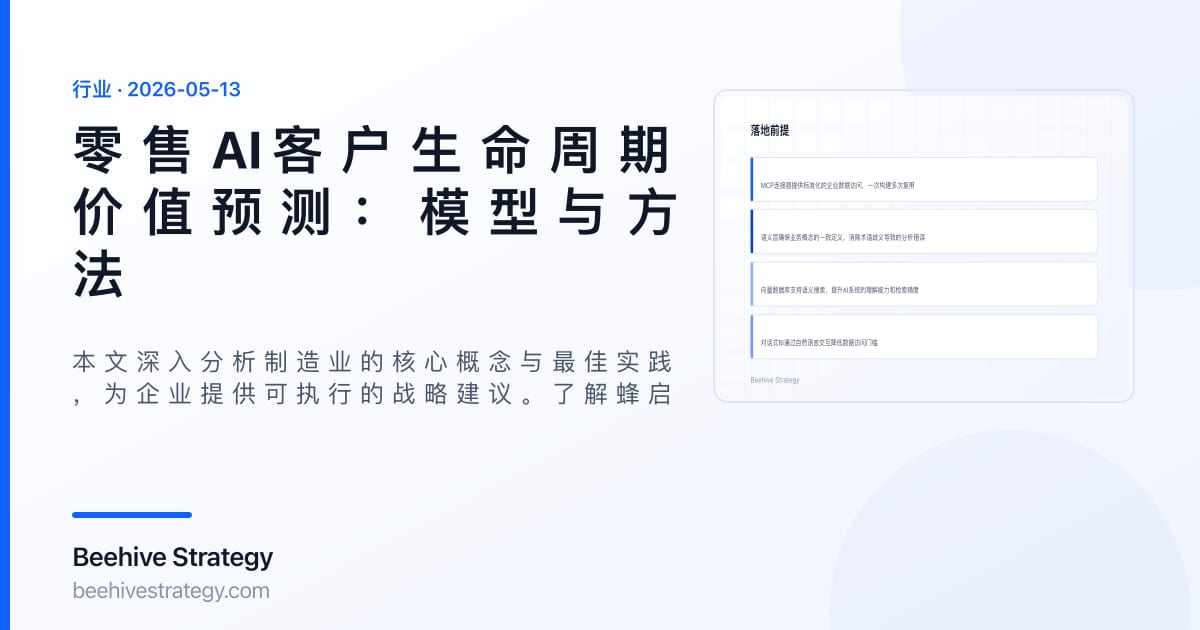 行业 · 2026-05-13
零售AI客户生命周期
价值预测：模型与方
法
本文深入分析制造业的核心概念与最佳实践
，为企业提供可执行的战略建议。了解蜂启
Beehive Strategy
beehivestrategy.com
落地前提
MCP连接器提供标准化的企业数据访问，一次构建多次复用
语义层确保业务概念的一致定义，消除术语歧义导致的分析错误
向量数据库支持语义搜索，提升AI系统的理解能力和检索精度
对话式BI通过自然语言交互降低数据访问门槛
Beehive Strategy